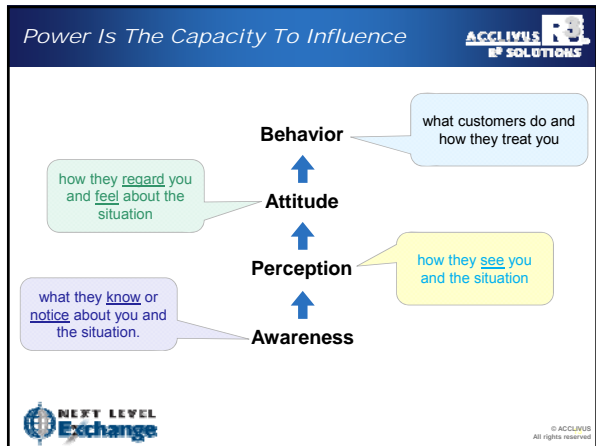 Power Is The Capacity To Influence
ACCLIVUS R3
R³ SOLUTIONS
Behavior
what customers do and
how they treat you
how they regard you
and feel about the
situation
Attitude
Perception
how they see you
and the situation
what they know or
notice about you and
the situation.
Awareness
NEXT LEVEL
Exchange
© ACCLIVUS
All rights reserved